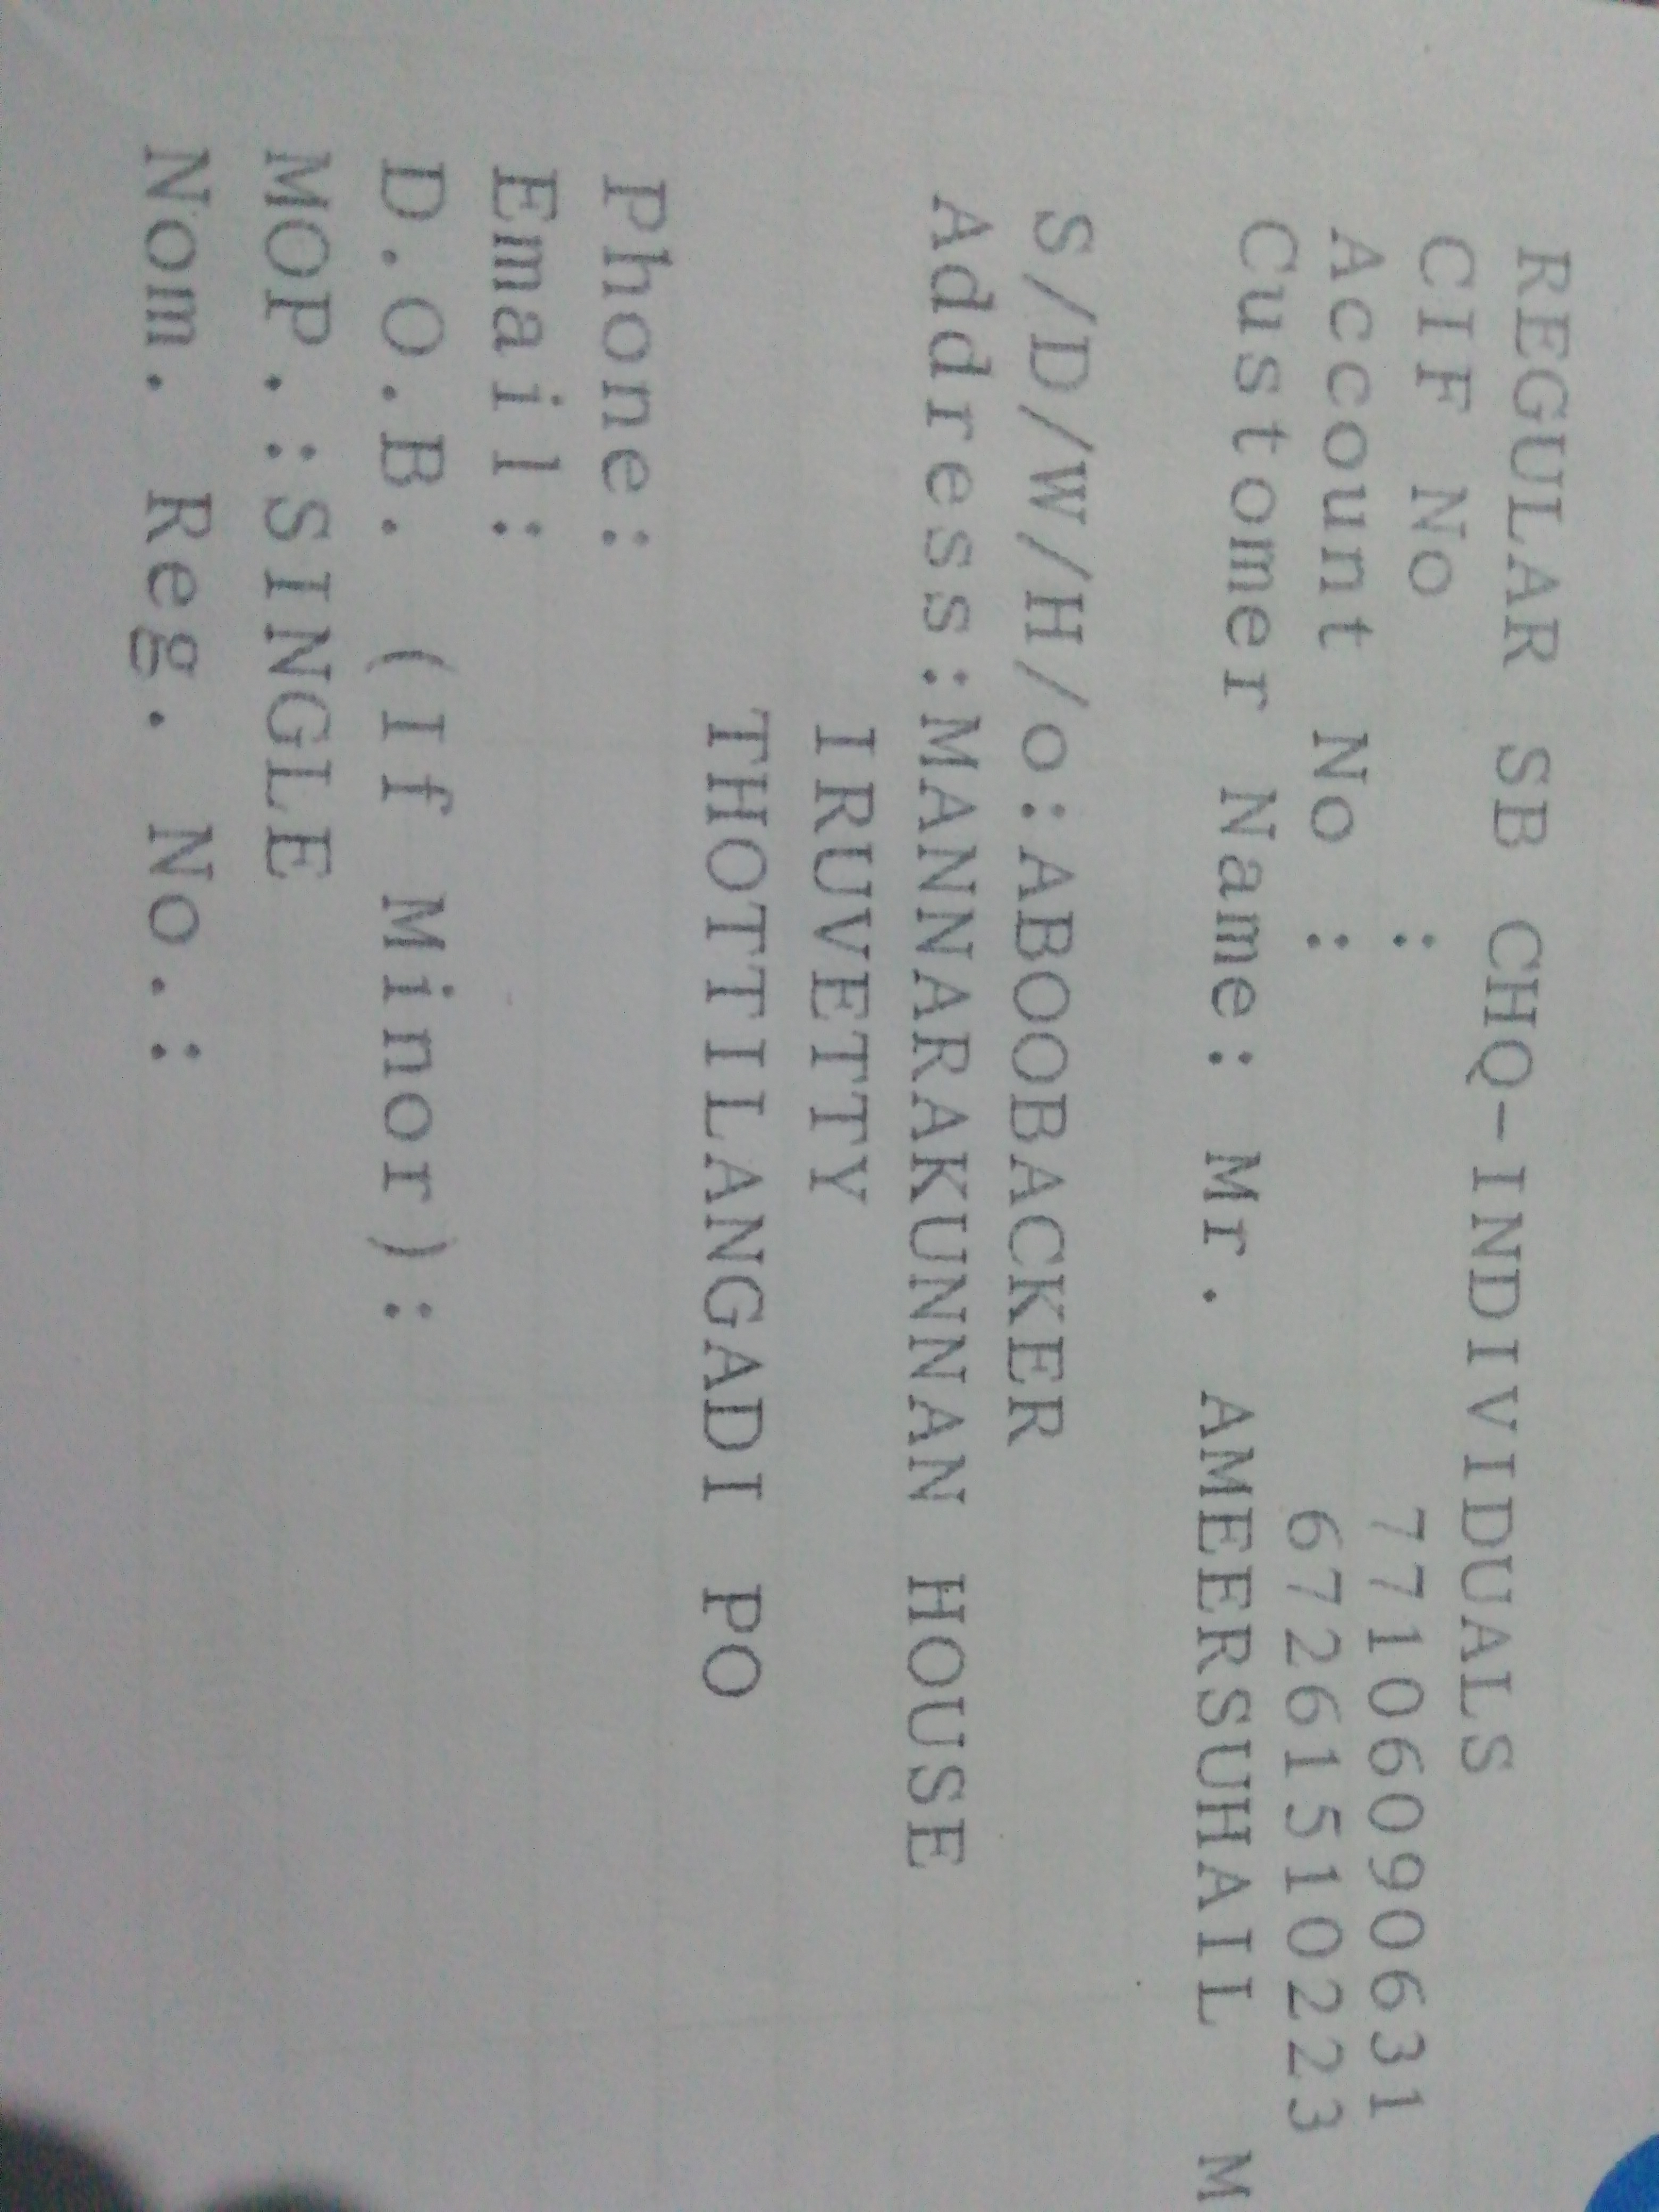 REGULAR SB CHQ-INDIVIDUALS
CIF No : 77106090631
Account No : 67261510223
Customer Name: Mr. AMEERSUHAIL M
S/D/W/H/o:ABOOBACKER
Address:MANNARAKUNNAN HOUSE
IRUVETTY
THOTTILANGADI PO
Phone:
Email:
D.O.B. (If Minor):
MOP.:SINGLE
Nom. Reg. No.: